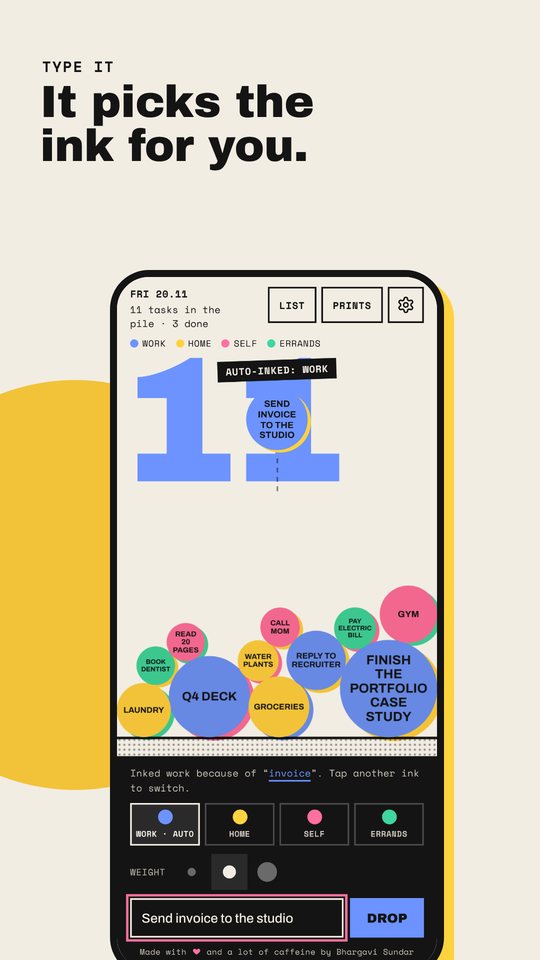 TYPE IT
It picks the
ink for you.
FRI 20.11
11 tasks in the
pile · 3 done
LIST
PRINTS
WORK
HOME
SELF
ERRANDS
11
AUTO-INKED: WORK
SEND
INVOICE
TO THE
STUDIO
GYM
CALL
MOM
PAY
ELECTRIC
BILL
READ
20
PAGES
BOOK
DENTIST
WATER
PLANTS
REPLY TO
RECRUITER
FINISH
THE
PORTFOLIO
CASE
STUDY
LAUNDRY
Q4 DECK
GROCERIES
Inked work because of “invoice”. Tap another ink
to switch.
WORK · AUTO
HOME
SELF
ERRANDS
WEIGHT
Send invoice to the studio
DROP
Made with ♥ and a lot of caffeine by Bhargavi Sundar